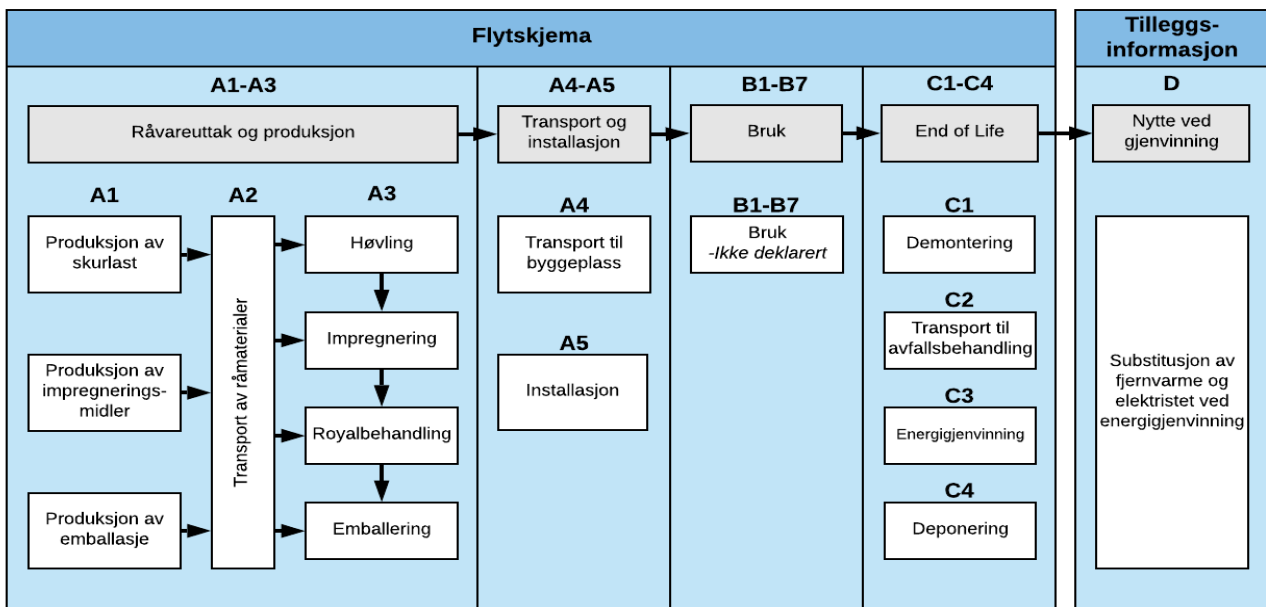 Flytskjema
Tilleggs-
informasjon
A1-A3
A4-A5
B1-B7
C1-C4
D
Råvareuttak og produksjon
Transport og
installasjon
Bruk
End of Life
Nytte ved
gjenvinning
A1
Produksjon av
skurlast
Produksjon av
impregnerings-
midler
Produksjon av
emballasje
A2
Transport av råmaterialer
A3
Høvling
Impregnering
Royalbehandling
Emballering
A4
Transport til
byggeplass
A5
Installasjon
B1-B7
Bruk
-Ikke deklarert
C1
Demontering
C2
Transport til
avfallsbehandling
C3
Energigjenvinning
C4
Deponering
Substitusjon av
fjernvarme og
elektristet ved
energigjenvinning